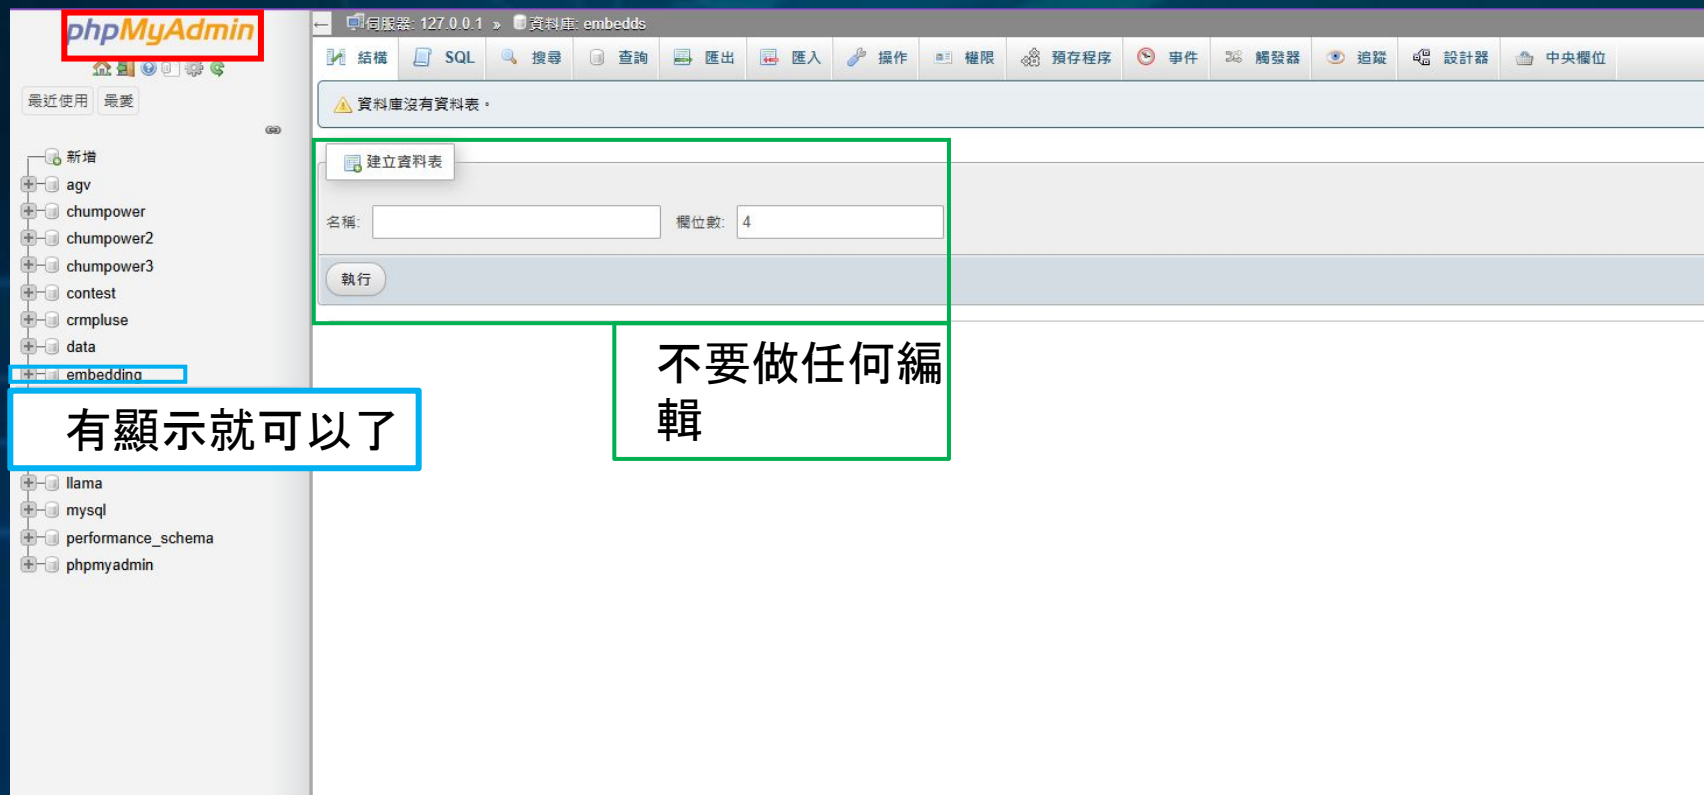 phpMyAdmin
最近使用 最愛
新增
agv
chumpower
chumpower2
chumpower3
contest
crmpluse
data
embedding
有顯示就可以了
llama
mysql
performance_schema
phpmyadmin
伺服器: 127.0.0.1 » 資料庫: embedds
結構 SQL 搜尋 查詢 匯出 匯入 操作 權限 預存程序 事件 觸發器 追蹤 設計器 中央欄位
資料庫沒有資料表。
建立資料表
名稱: 欄位數: 4
執行
不要做任何編
輯